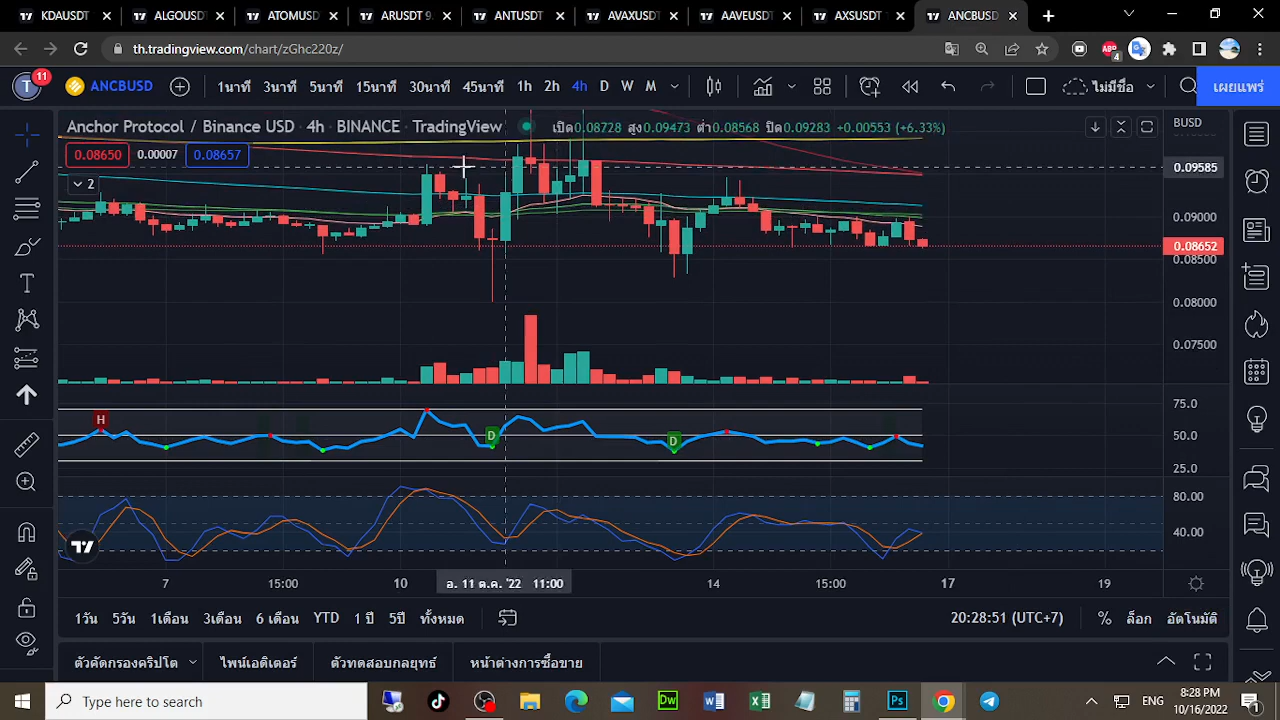 KDAUSDT
ALGOUSDT
ATOMUSD
ARUSDT 9.
ANTUSDT
AVAXUSDT
AAVEUSDT
AXSUSDT
ANCBUSD
th.tradingview.com/chart/zGhc220z/
4
T
11
ANCBUSD
1นาที
3นาที
5นาที
15นาที
30นาที
45นาที
1h
2h
4h
D
W
M
ไม่มีชื่อ
เผยแพร่
Anchor Protocol / Binance USD · 4h · BINANCE · TradingView
เปิด0.08728 สูง0.09473 ต่ำ0.08568 ปิด0.09283 +0.00553 (+6.33%)
BUSD
0.08650
0.00007
0.08657
2
0.09585
0.09000
0.08652
0.08500
0.08000
0.07500
H
D
D
75.0
50.0
25.0
80.00
40.00
7
15:00
10
อ. 11 ต.ค. '22 11:00
14
15:00
17
19
1วัน
5วัน
1เดือน
3เดือน
6 เดือน
YTD
1 ปี
5ปี
ทั้งหมด
20:28:51 (UTC+7)
%
ล็อก
อัตโนมัติ
ตัวคัดกรองคริปโต
ไพน์เอดิเตอร์
ตัวทดสอบกลยุทธ์
หน้าต่างการซื้อขาย
Type here to search
Dw
Ps
ENG
8:28 PM
10/16/2022
1